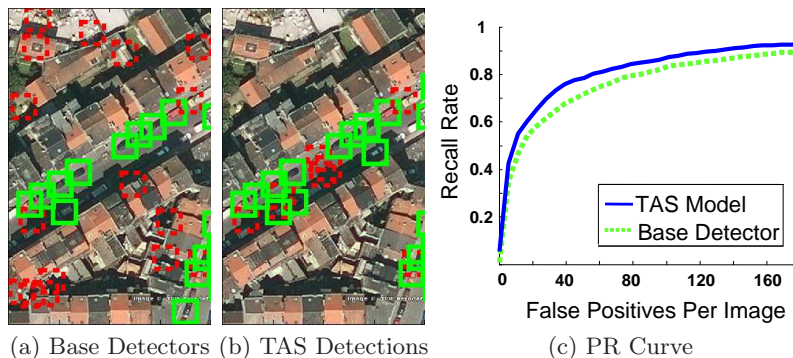 1
0.8
0.6
0.4
0.2
Recall Rate
TAS Model
Base Detector
0 40 80 120 160
False Positives Per Image
(a) Base Detectors (b) TAS Detections (c) PR Curve